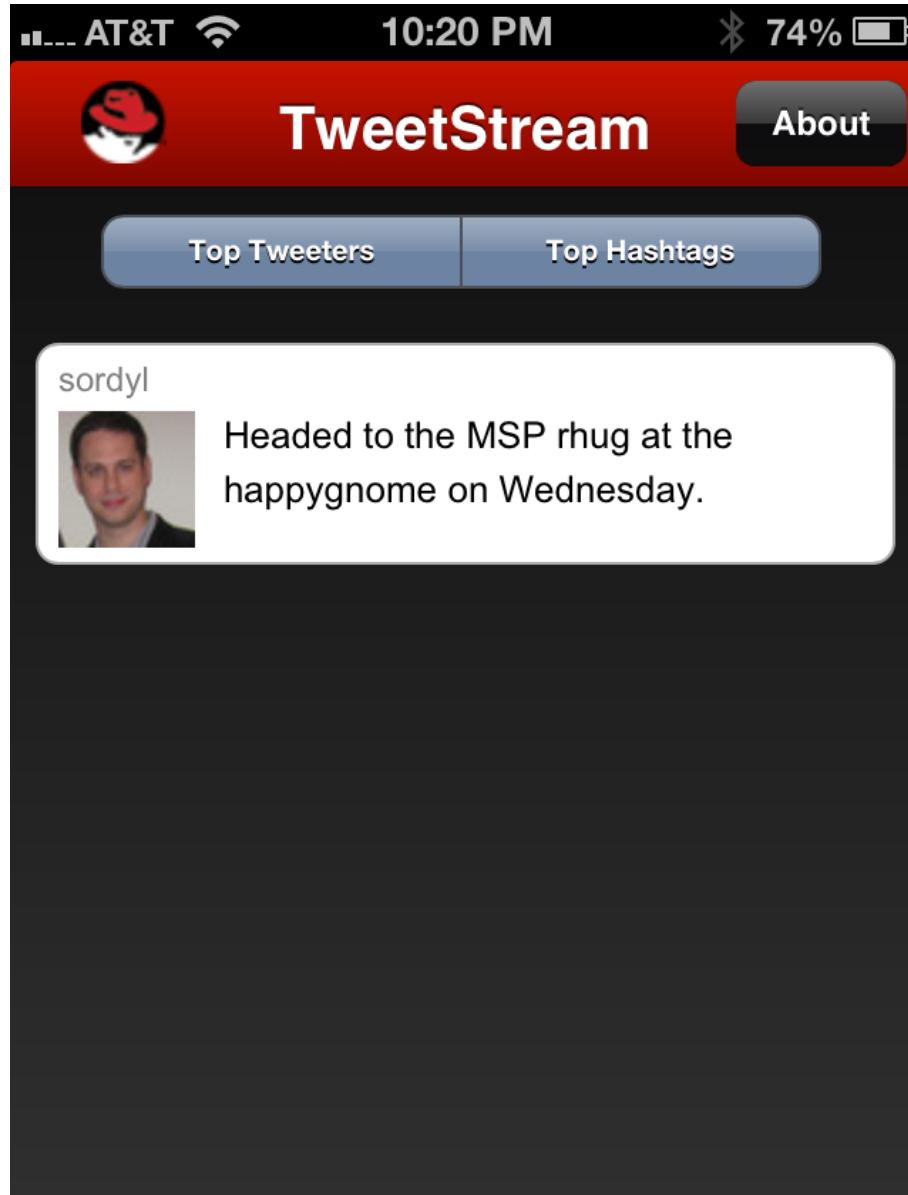 AT&T 10:20 PM 74%
TweetStream About
Top Tweeters Top Hashtags
sordyl
Headed to the MSP rhug at the
happygnome on Wednesday.